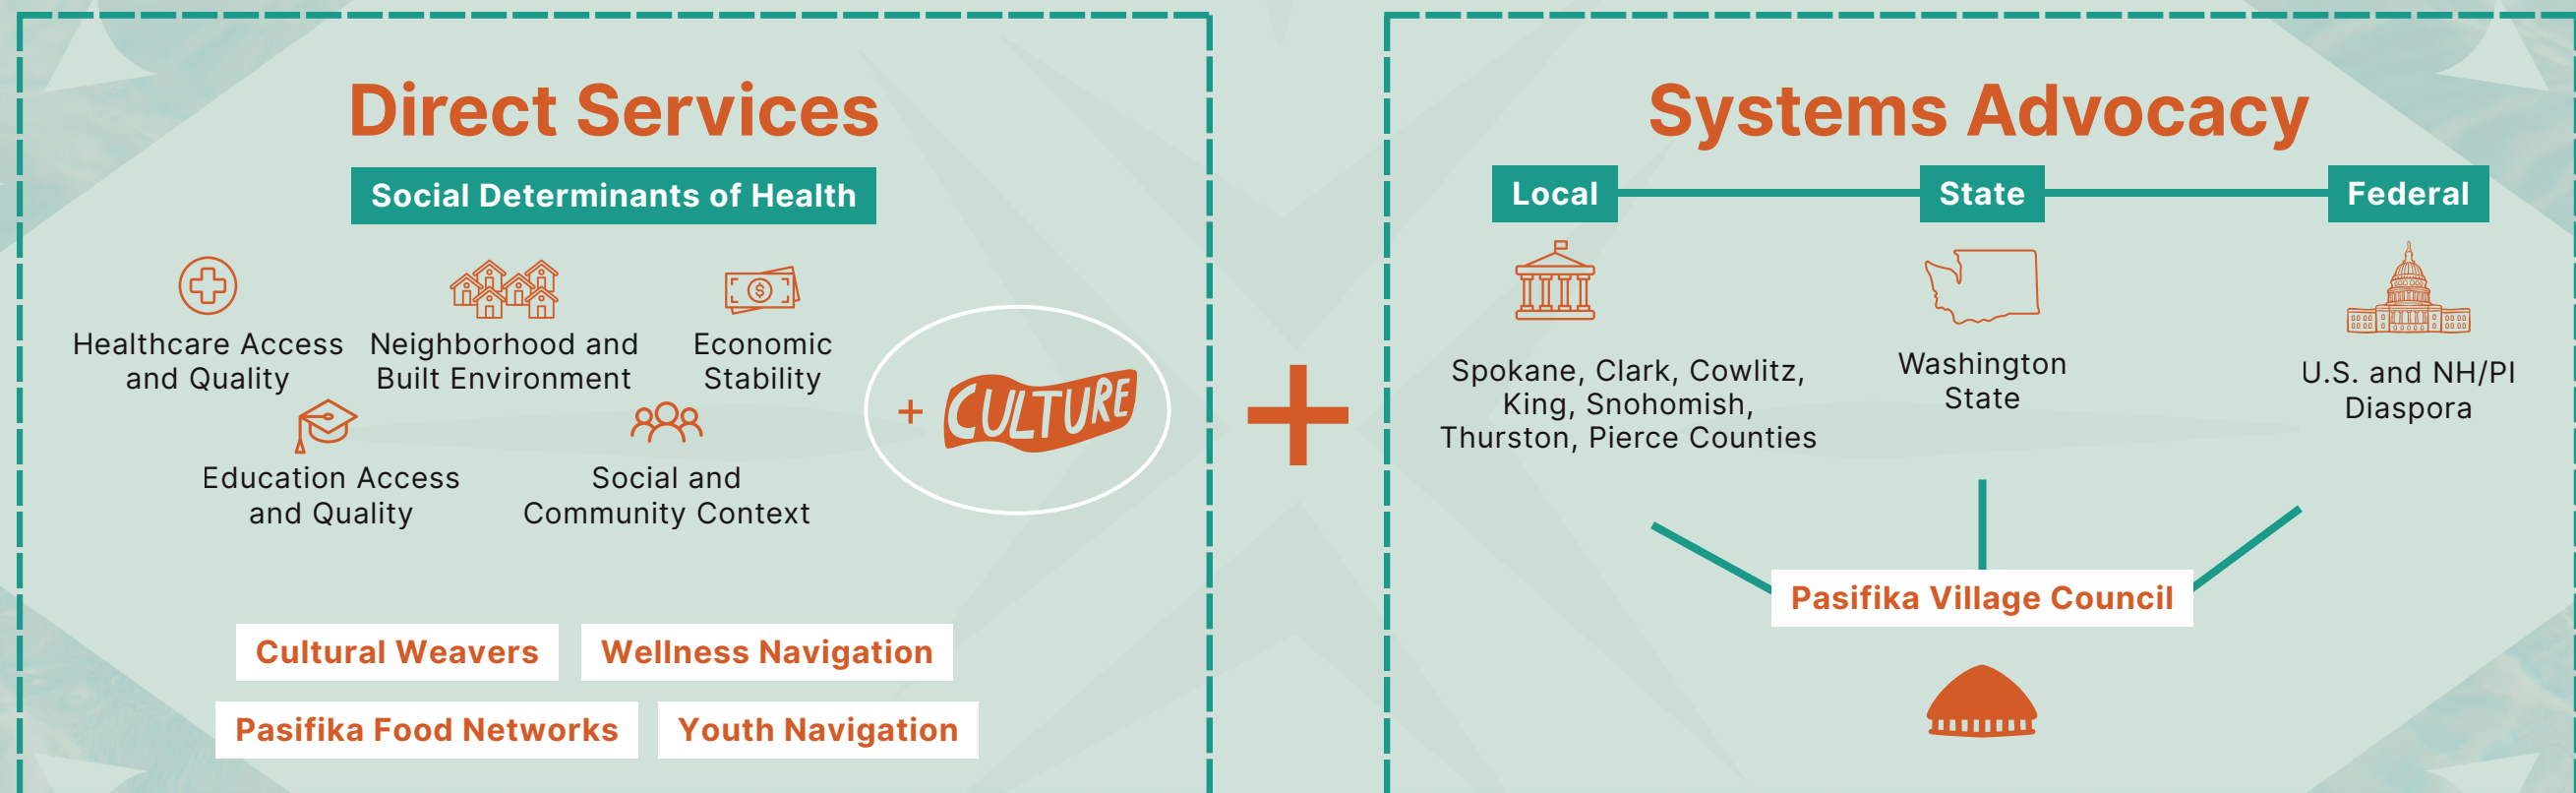 Direct Services
Social Determinants of Health
Healthcare Access
and Quality
Neighborhood and
Built Environment
Economic
Stability
Education Access
and Quality
Social and
Community Context
+ CULTURE
Cultural Weavers
Wellness Navigation
Pasifika Food Networks
Youth Navigation
+
Systems Advocacy
Local
State
Federal
Spokane, Clark, Cowlitz,
King, Snohomish,
Thurston, Pierce Counties
Washington
State
U.S. and NH/PI
Diaspora
Pasifika Village Council